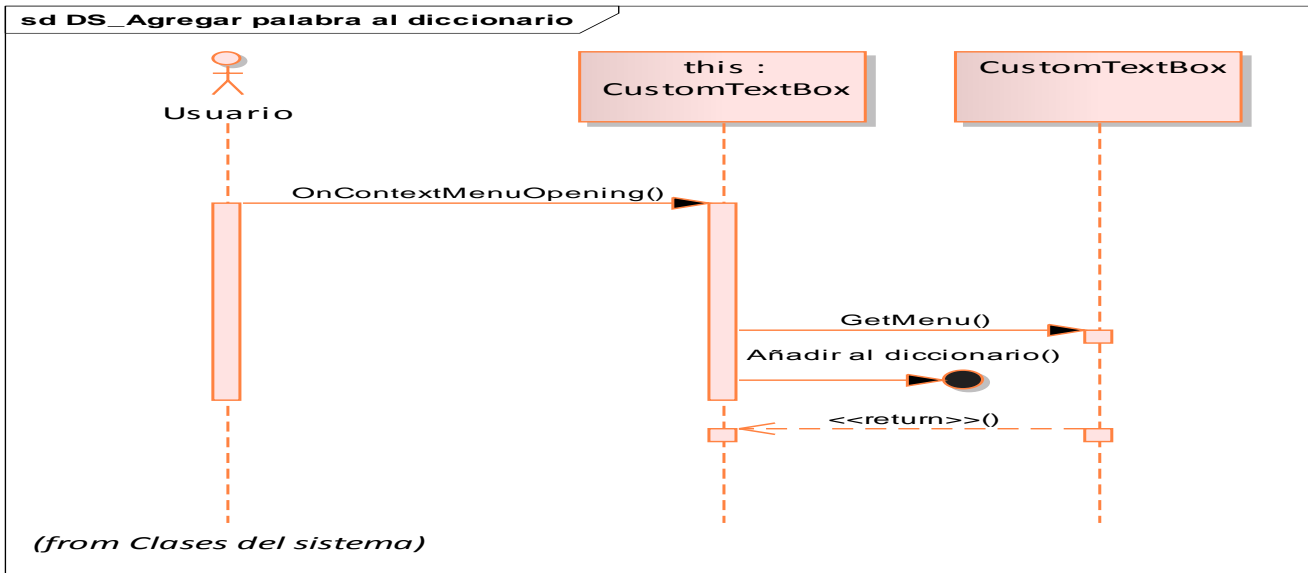 sd DS_Agregar palabra al diccionario
Usuario
this :
CustomTextBox
CustomTextBox
OnContextMenuOpening()
GetMenu()
Añadir al diccionario()
<<return>>()
(from Clases del sistema)